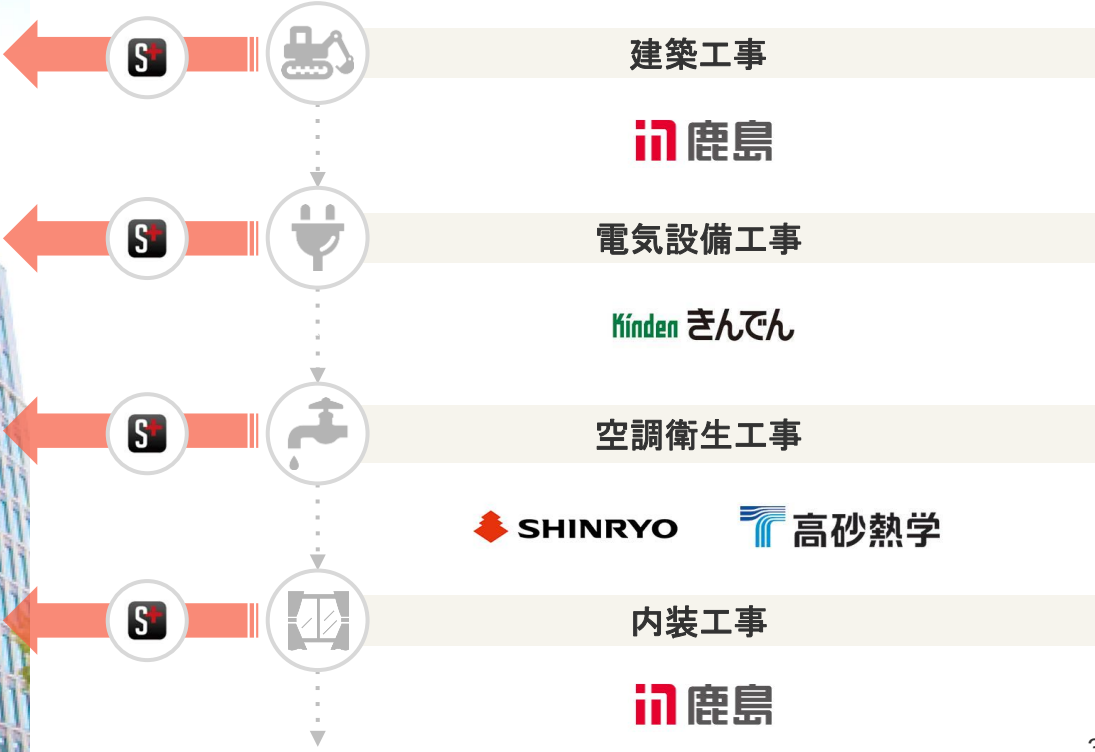 S+
建築工事
鹿島
S+
電気設備工事
Kinden きんでん
S+
空調衛生工事
SHINRYO 高砂熱学
S+
内装工事
鹿島